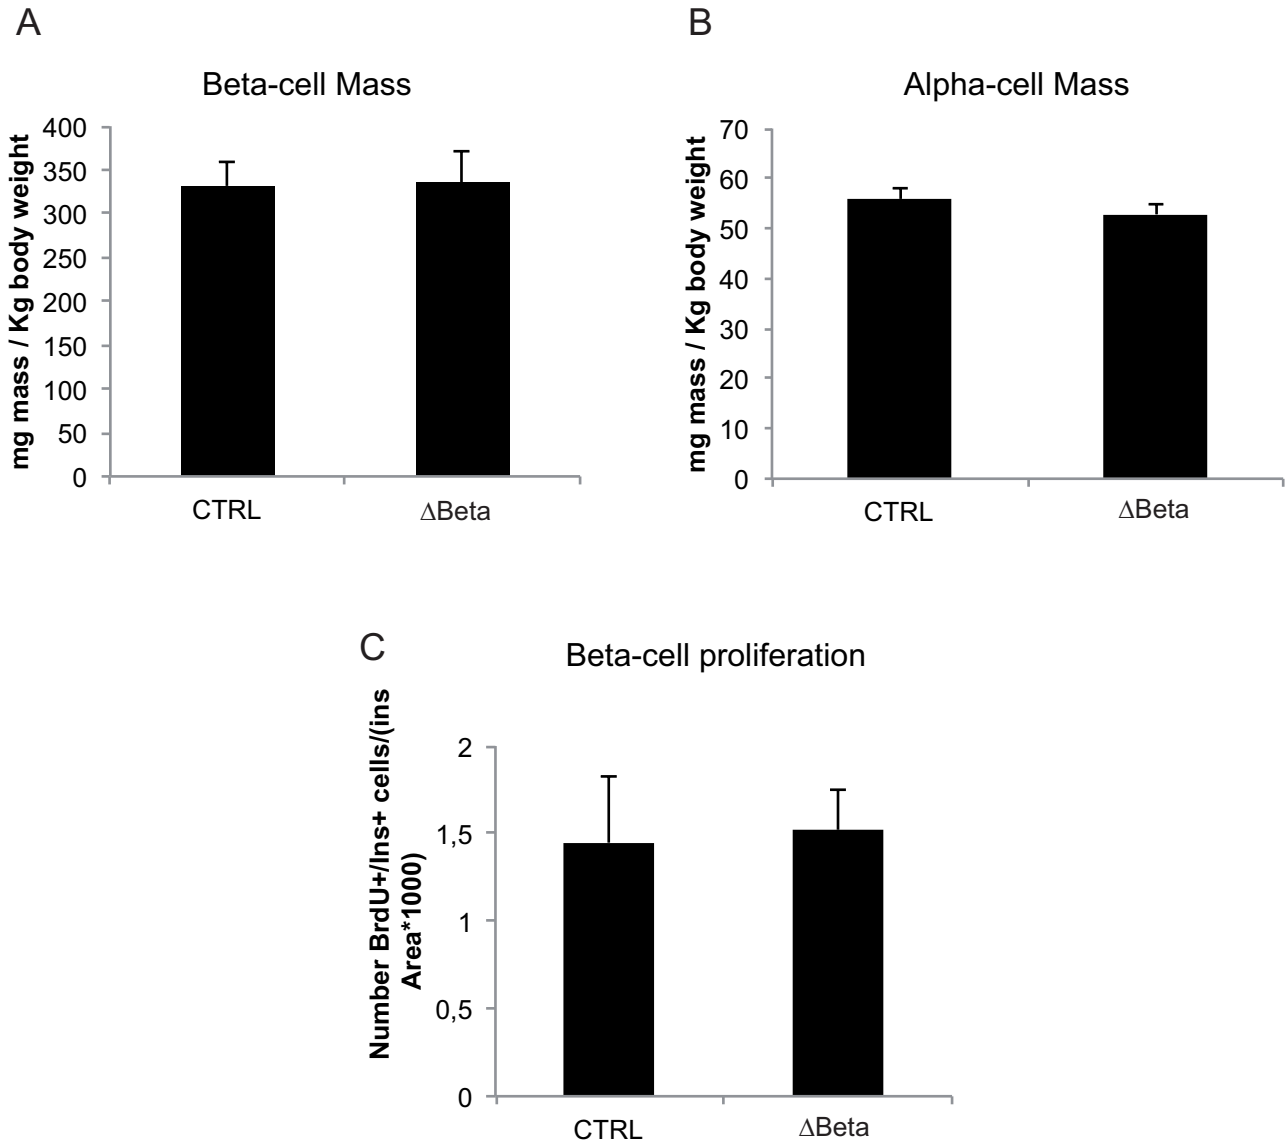 A
Beta-cell Mass
mg mass / Kg body weight
400
350
300
250
200
150
100
50
0
CTRL
ΔBeta
B
Alpha-cell Mass
mg mass / Kg body weight
70
60
50
40
30
20
10
0
CTRL
ΔBeta
C
Beta-cell proliferation
Number BrdU+/Ins+ cells/(ins
Area*1000)
2
1,5
1
0,5
0
CTRL
ΔBeta